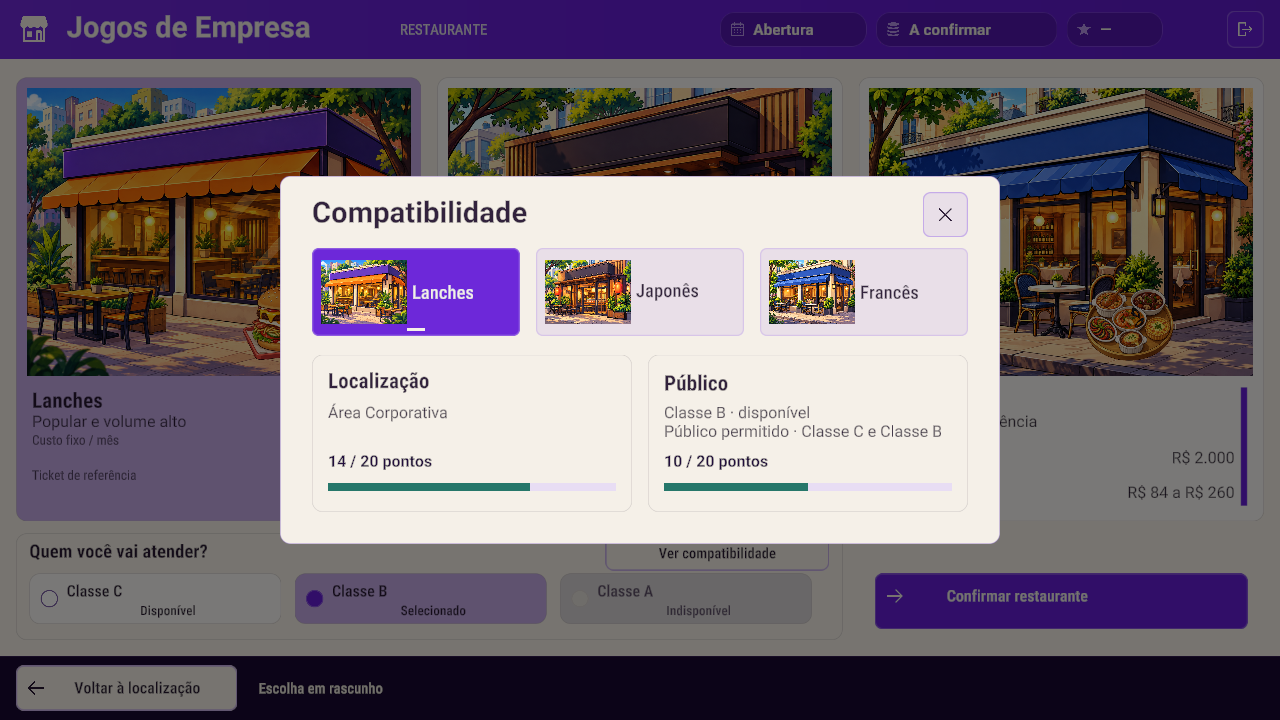 Jogos de Empresa
RESTAURANTE
Abertura
A confirmar
–
Compatibilidade
Lanches
Japonês
Francês
Localização
Área Corporativa
14 / 20 pontos
Público
Classe B · disponível
Público permitido · Classe C e Classe B
10 / 20 pontos
Lanches
Popular e volume alto
Custo fixo / mês
Ticket de referência
ência
R$ 2.000
R$ 84 a R$ 260
Quem você vai atender?
Ver compatibilidade
Classe C
Disponível
Classe B
Selecionado
Classe A
Indisponível
Confirmar restaurante
Voltar à localização
Escolha em rascunho